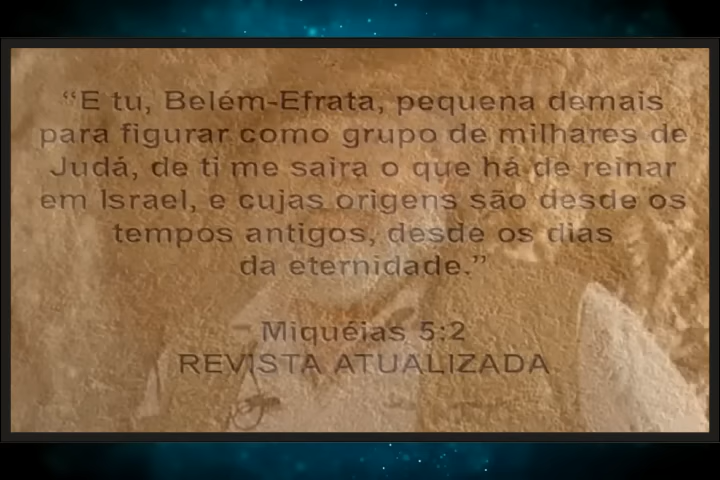 “E tu, Belém-Efrata, pequena demais
para figurar como grupo de milhares de
Judá, de ti me saira o que há de reinar
em Israel, e cujas origens são desde os
tempos antigos, desde os dias
da eternidade.”
Miquéias 5:2
REVISTA ATUALIZADA